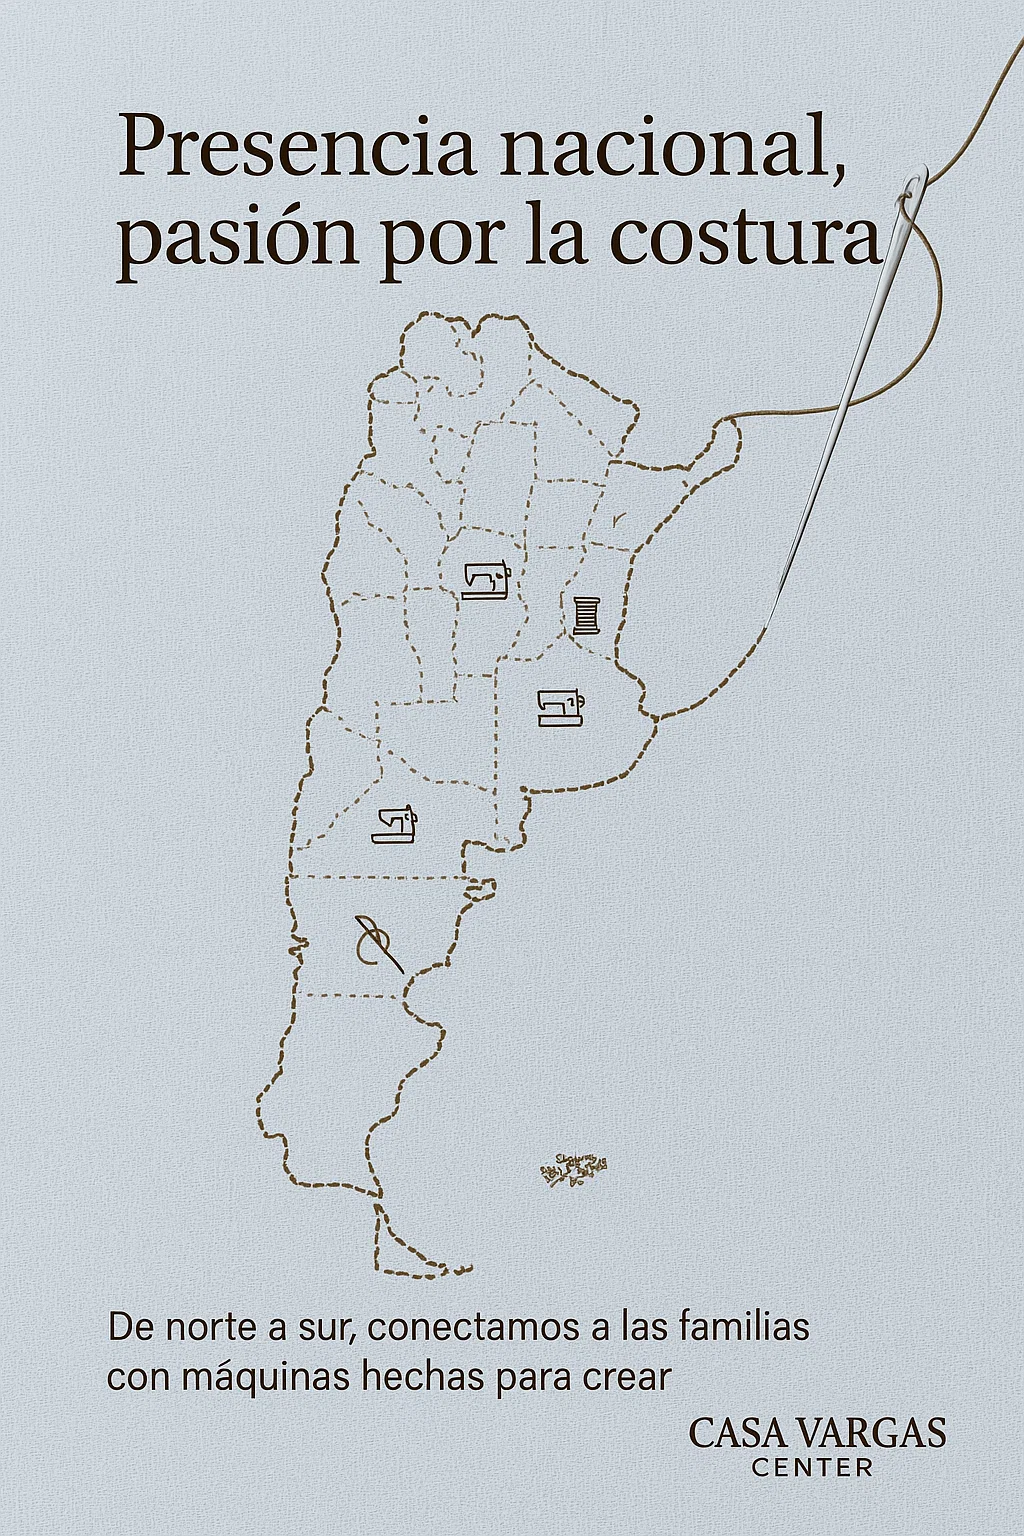 Presencia nacional,
pasión por la costura
De norte a sur, conectamos a las familias
con máquinas hechas para crear
CASA VARGAS
CENTER